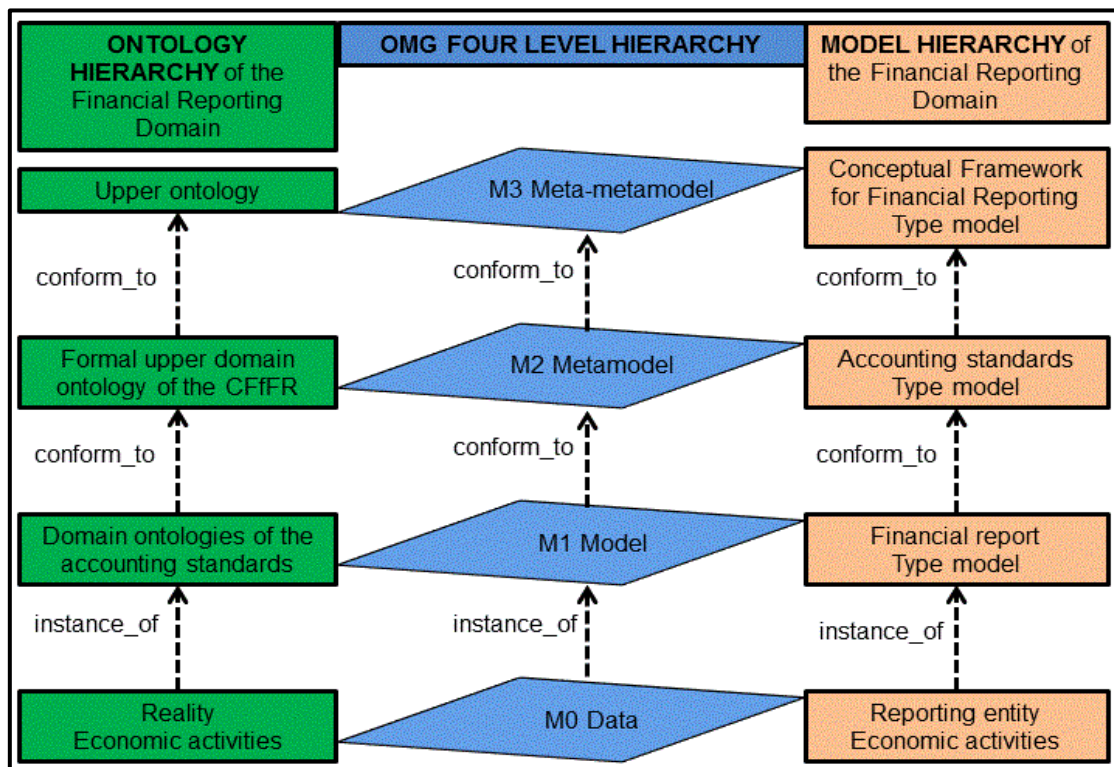 ONTOLOGY
HIERARCHY of the
Financial Reporting
Domain
OMG FOUR LEVEL HIERARCHY
MODEL HIERARCHY of
the Financial Reporting
Domain
Upper ontology
M3 Meta-metamodel
Conceptual Framework
for Financial Reporting
Type model
conform_to
conform_to
conform_to
Formal upper domain
ontology of the CFfFR
M2 Metamodel
Accounting standards
Type model
conform_to
conform_to
conform_to
Domain ontologies of the
accounting standards
M1 Model
Financial report
Type model
instance_of
instance_of
instance_of
Reality
Economic activities
M0 Data
Reporting entity
Economic activities